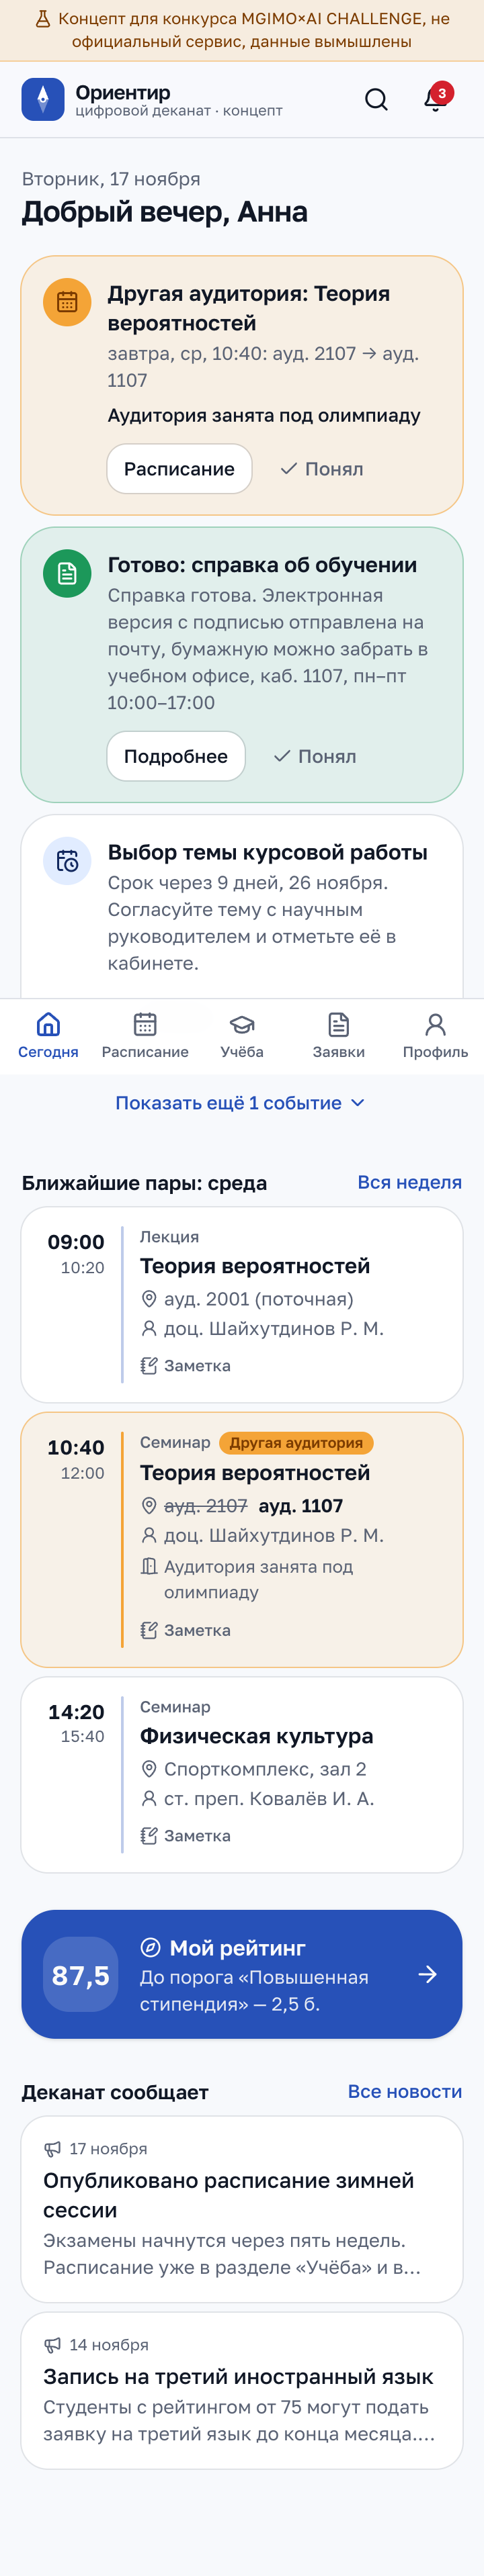 Концепт для конкурса MGIMO×AI CHALLENGE, не
официальный сервис, данные вымышлены
Ориентир
цифровой деканат · концепт
3
Вторник, 17 ноября
Добрый вечер, Анна
Другая аудитория: Теория
вероятностей
завтра, ср, 10:40: ауд. 2107 → ауд.
1107
Аудитория занята под олимпиаду
Расписание
Понял
Готово: справка об обучении
Справка готова. Электронная
версия с подписью отправлена на
почту, бумажную можно забрать в
учебном офисе, каб. 1107, пн–пт
10:00–17:00
Подробнее
Понял
Выбор темы курсовой работы
Срок через 9 дней, 26 ноября.
Согласуйте тему с научным
руководителем и отметьте её в
кабинете.
Сегодня
Расписание
Учёба
Заявки
Профиль
Показать ещё 1 событие
Ближайшие пары: среда
Вся неделя
09:00
10:20
Лекция
Теория вероятностей
ауд. 2001 (поточная)
доц. Шайхутдинов Р. М.
Заметка
10:40
12:00
Семинар
Другая аудитория
Теория вероятностей
ауд. 2107 ауд. 1107
доц. Шайхутдинов Р. М.
Аудитория занята под
олимпиаду
Заметка
14:20
15:40
Семинар
Физическая культура
Спорткомплекс, зал 2
ст. преп. Ковалёв И. А.
Заметка
87,5
Мой рейтинг
До порога «Повышенная
стипендия» — 2,5 б.
Деканат сообщает
Все новости
17 ноября
Опубликовано расписание зимней
сессии
Экзамены начнутся через пять недель.
Расписание уже в разделе «Учёба» и в…
14 ноября
Запись на третий иностранный язык
Студенты с рейтингом от 75 могут подать
заявку на третий язык до конца месяца.…